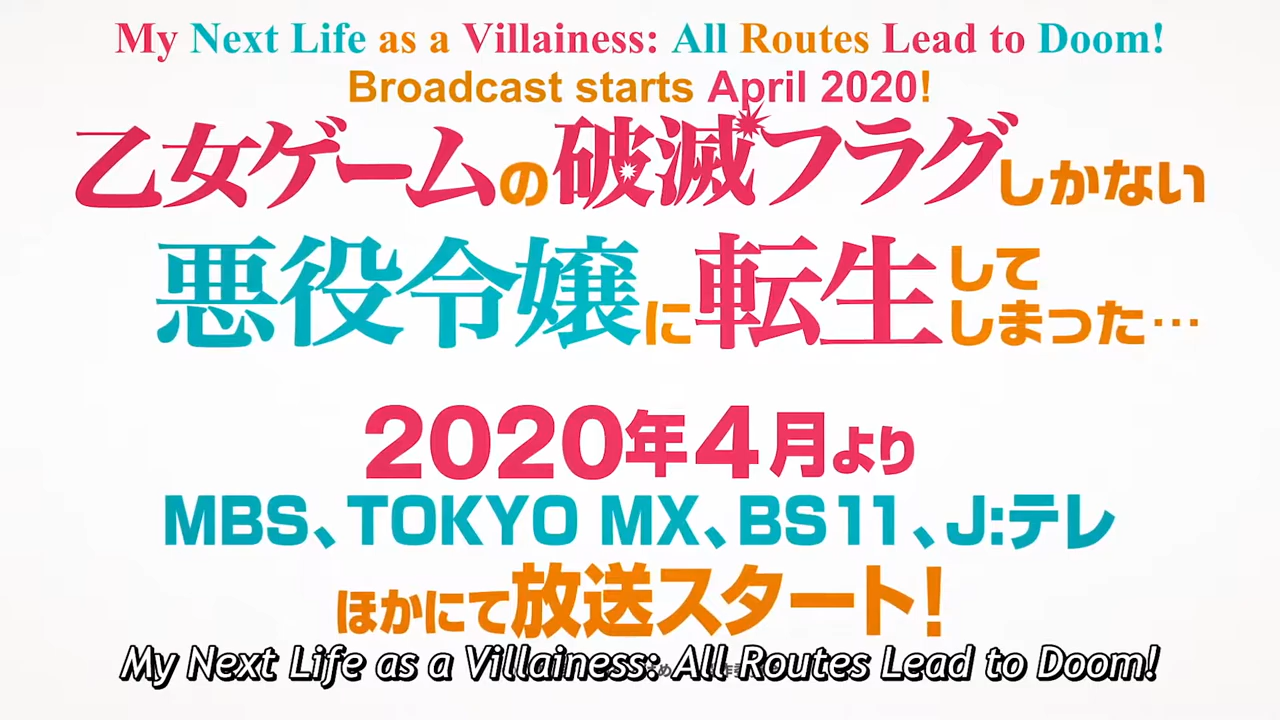 My Next Life as a Villainess: All Routes Lead to Doom!
Broadcast starts April 2020!
乙女ゲームの破滅フラグしかない
悪役令嬢に転生してしまった…
2020年4月より
MBS、TOKYO MX、BS11、J:テレ
ほかにて放送スタート!
My Next Life as a Villainess: All Routes Lead to Doom!